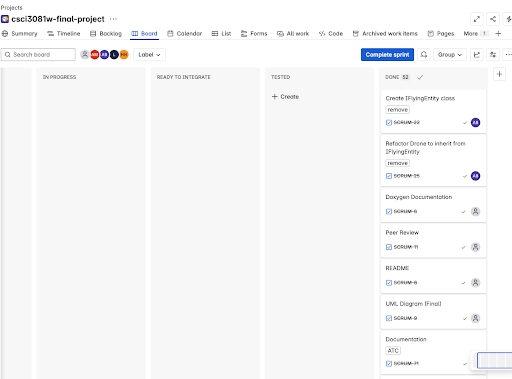 Projects
csci3081w-final-project
Summary
Timeline
Backlog
Board
Calendar
List
Forms
All work
Code
Archived work items
Pages
More 1
Search board
Label
Complete sprint
Group
IN PROGRESS
READY TO INTEGRATE
TESTED
Create
DONE 52
Create IFlyingEntity class
remove
SCRUM-22
AB
Refactor Drone to inherit from
IFlyingEntity
remove
SCRUM-25
AB
Doxygen Documentation
SCRUM-6
Peer Review
SCRUM-11
README
SCRUM-8
UML Diagram (Final)
SCRUM-9
Documentation
ATC
SCRUM-71